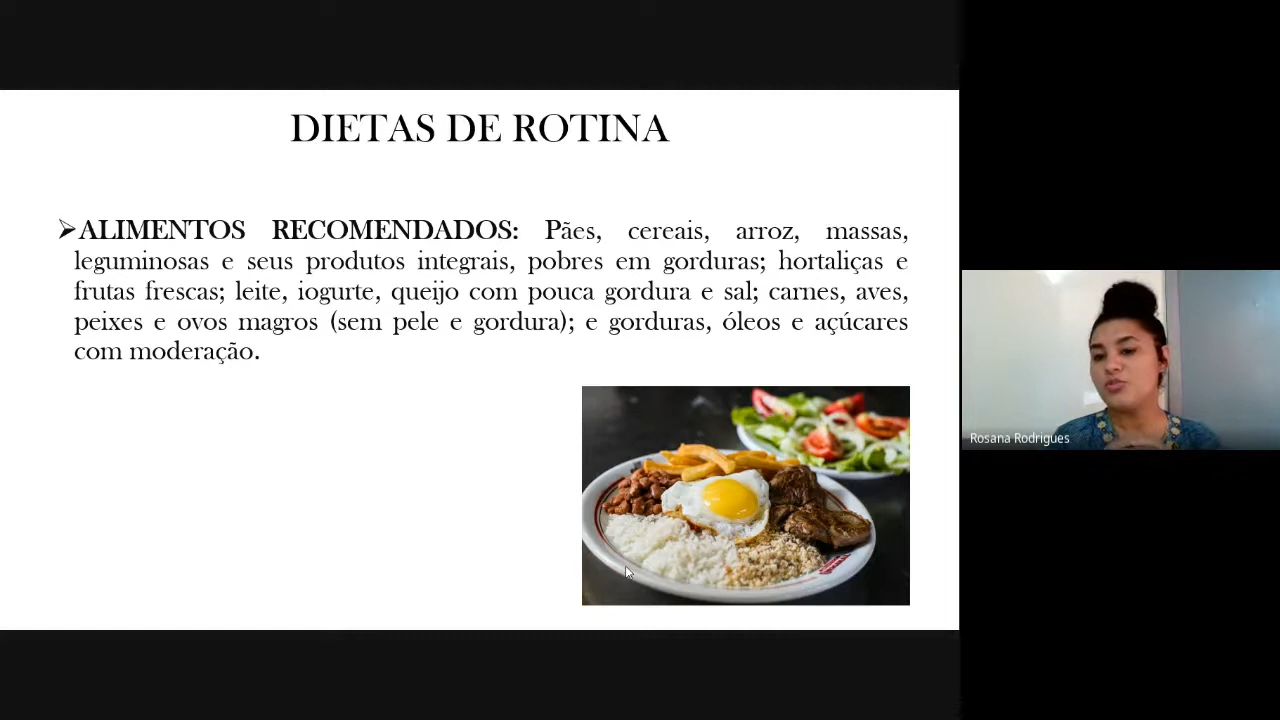 DIETAS DE ROTINA
➢ALIMENTOS RECOMENDADOS: Pães, cereais, arroz, massas,
leguminosas e seus produtos integrais, pobres em gorduras; hortaliças e
frutas frescas; leite, iogurte, queijo com pouca gordura e sal; carnes, aves,
peixes e ovos magros (sem pele e gordura); e gorduras, óleos e açúcares
com moderação.
Rosana Rodrigues